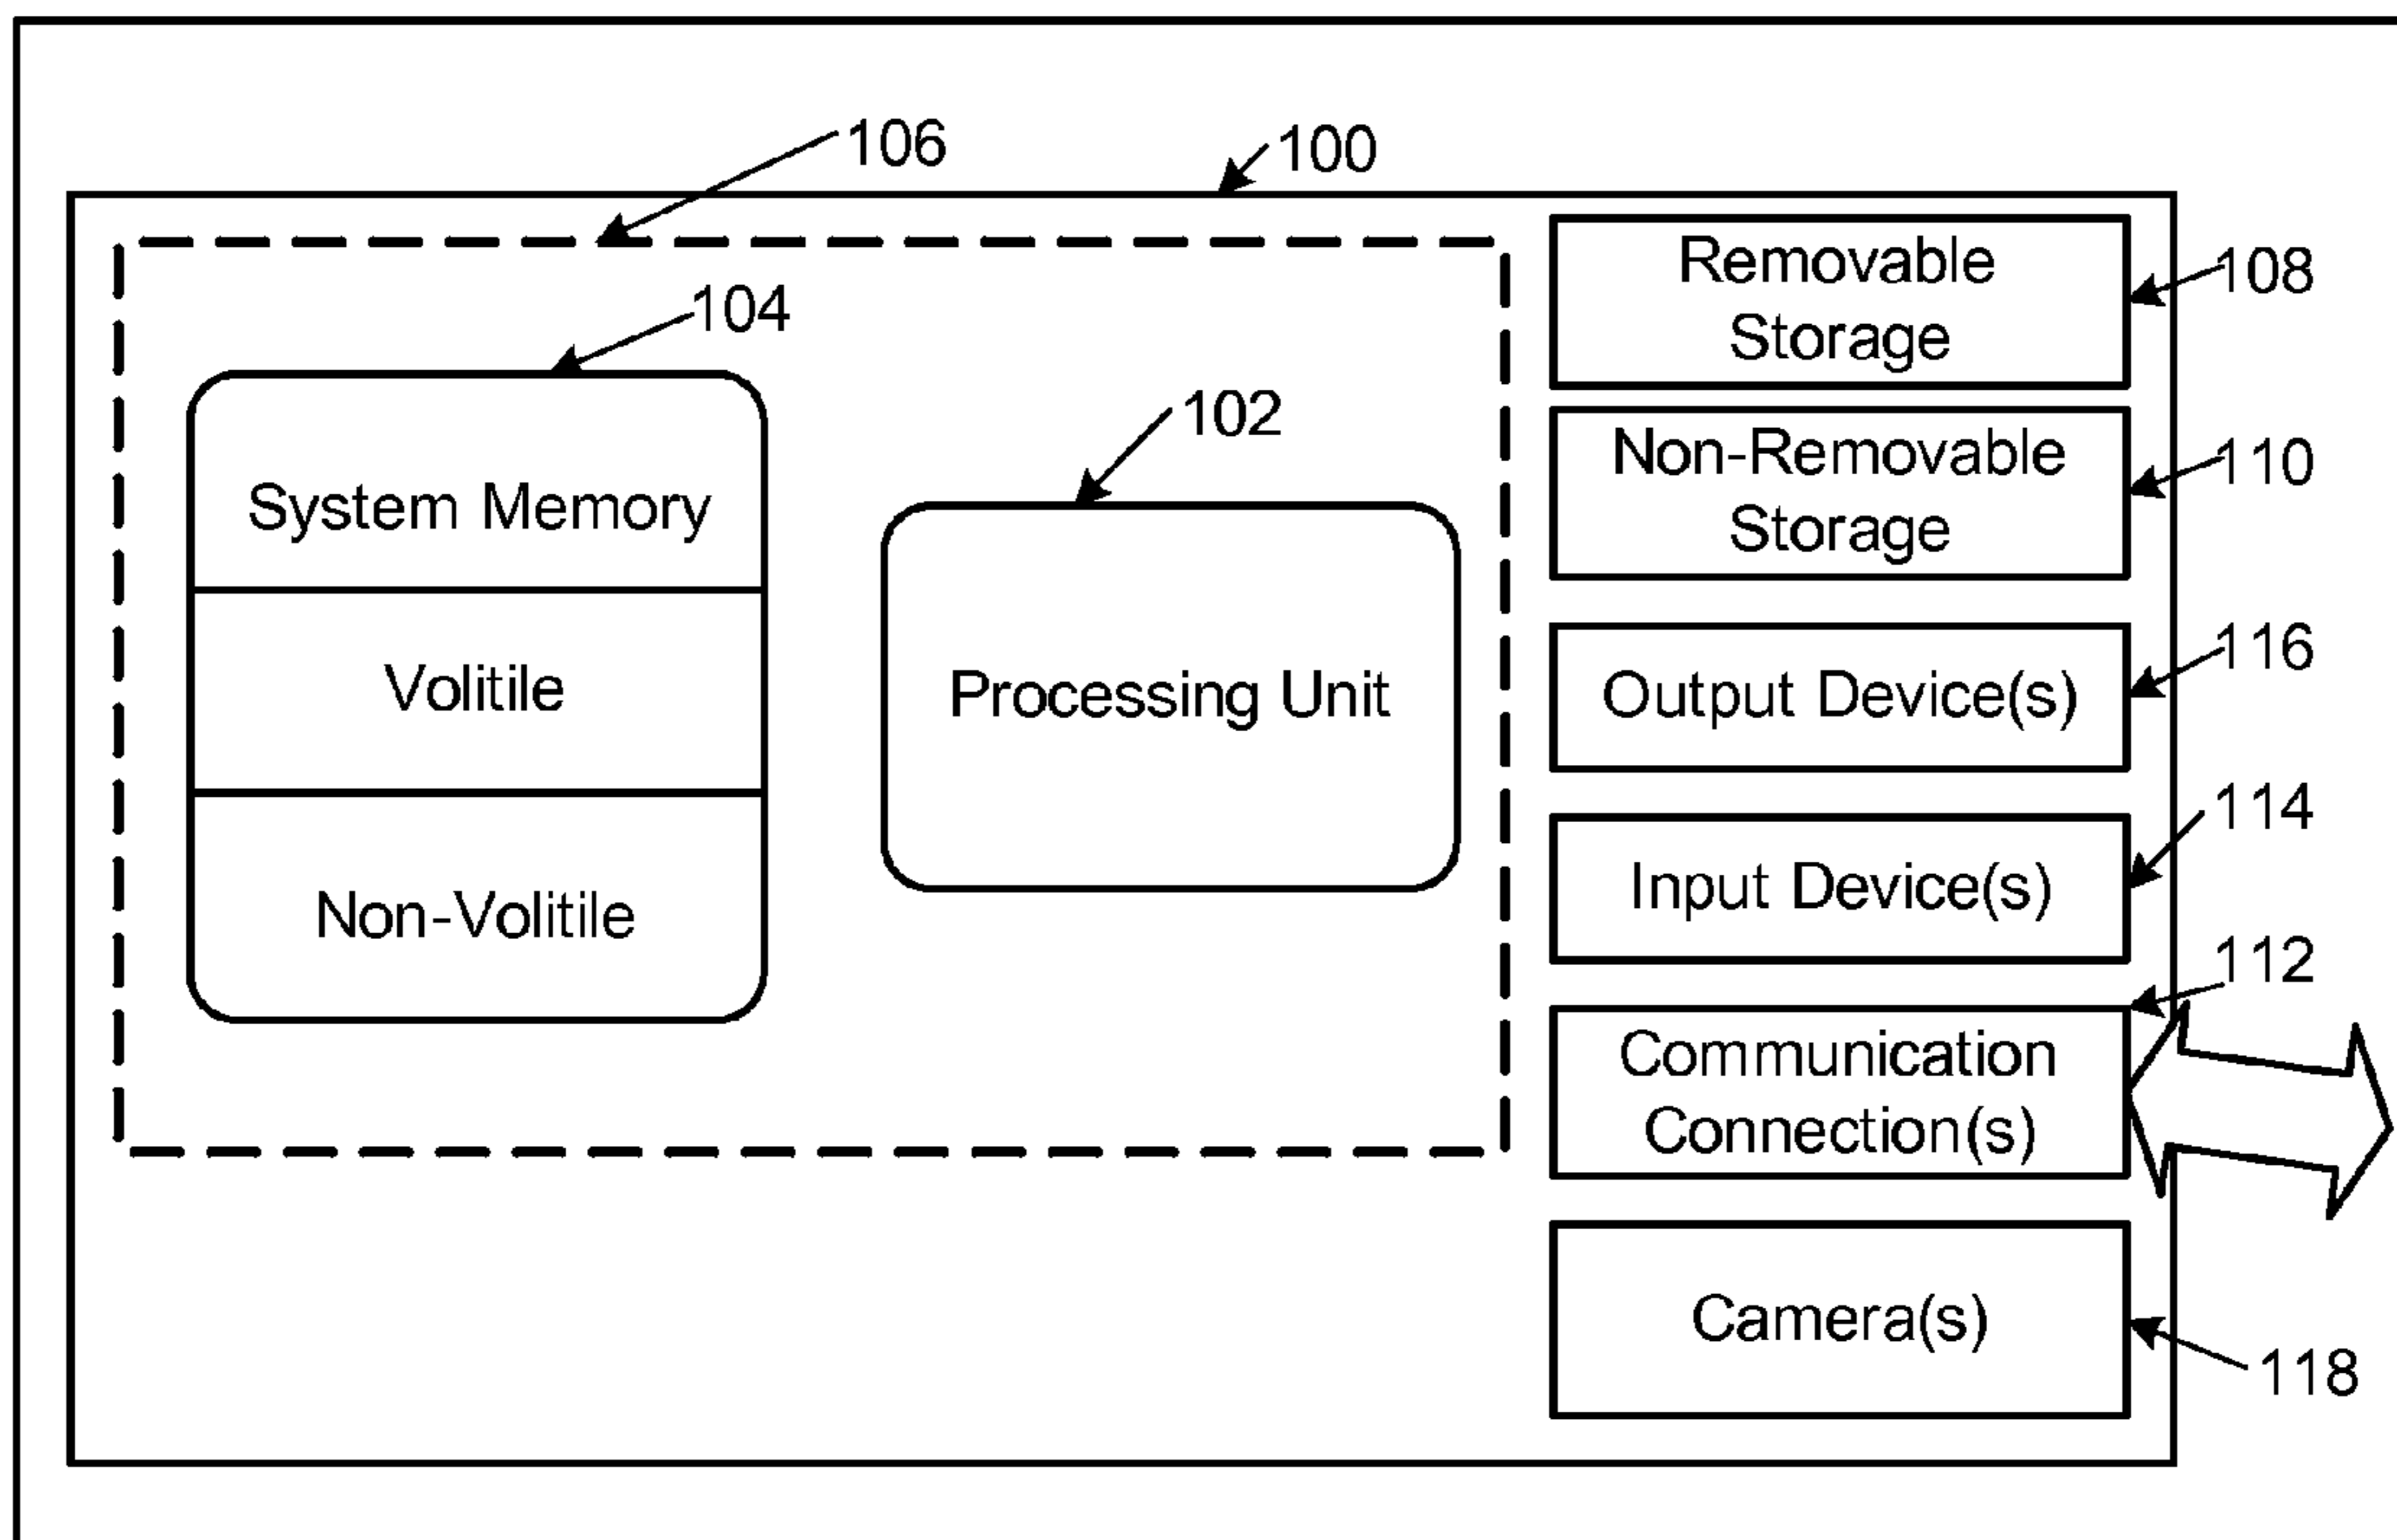 106
100
104
System Memory
Volitile
Non-Volitile
102
Processing Unit
Removable
Storage
108
Non-Removable
Storage
110
Output Device(s)
116
Input Device(s)
114
112
Communication
Connection(s)
Camera(s)
118